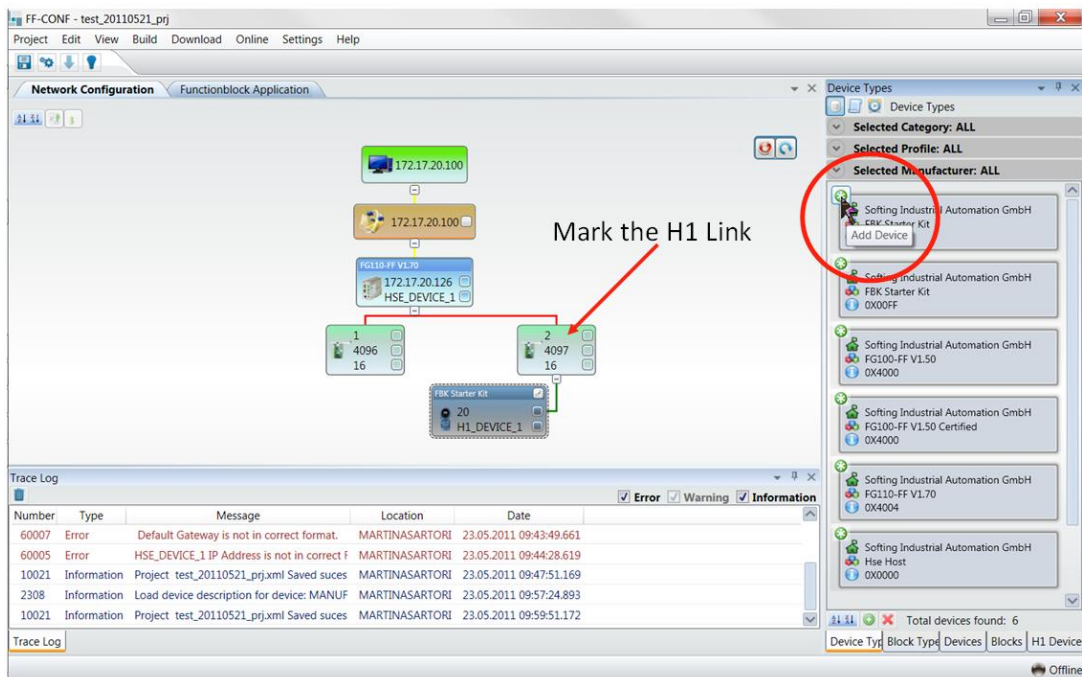 FF-CONF - test_20110521_prj
Project Edit View Build Download Online Settings Help
Network Configuration Functionblock Application
172.17.20.100
172.17.20.100
FG110-FF V1.70
172.17.20.126
HSE_DEVICE_1
Mark the H1 Link
1
4096
16
2
4097
16
FBK Starter Kit
20
H1_DEVICE_1
Trace Log
Error Warning Information
Number Type Message Location Date
60007 Error Default Gateway is not in correct format. MARTINASARTORI 23.05.2011 09:43:49.661
60005 Error HSE_DEVICE_1 IP Address is not in correct MARTINASARTORI 23.05.2011 09:44:28.619
10021 Information Project test_20110521_prj.xml Saved suces MARTINASARTORI 23.05.2011 09:47:51.169
2308 Information Load device description for device: MANUF MARTINASARTORI 23.05.2011 09:57:24.893
10021 Information Project test_20110521_prj.xml Saved suces MARTINASARTORI 23.05.2011 09:59:51.172
Trace Log
Device Types
Device Types
Selected Category: ALL
Selected Profile: ALL
Selected Manufacturer: ALL
Softing Industrial Automation GmbH
FBK Starter Kit
Add Device
Softing Industrial Automation GmbH
FBK Starter Kit
0X00FF
Softing Industrial Automation GmbH
FG100-FF V1.50
0X4000
Softing Industrial Automation GmbH
FG100-FF V1.50 Certified
0X4000
Softing Industrial Automation GmbH
FG110-FF V1.70
0X4004
Softing Industrial Automation GmbH
Hse Host
0X0000
Total devices found: 6
Device Typ Block Type Devices Blocks H1 Device
Offline